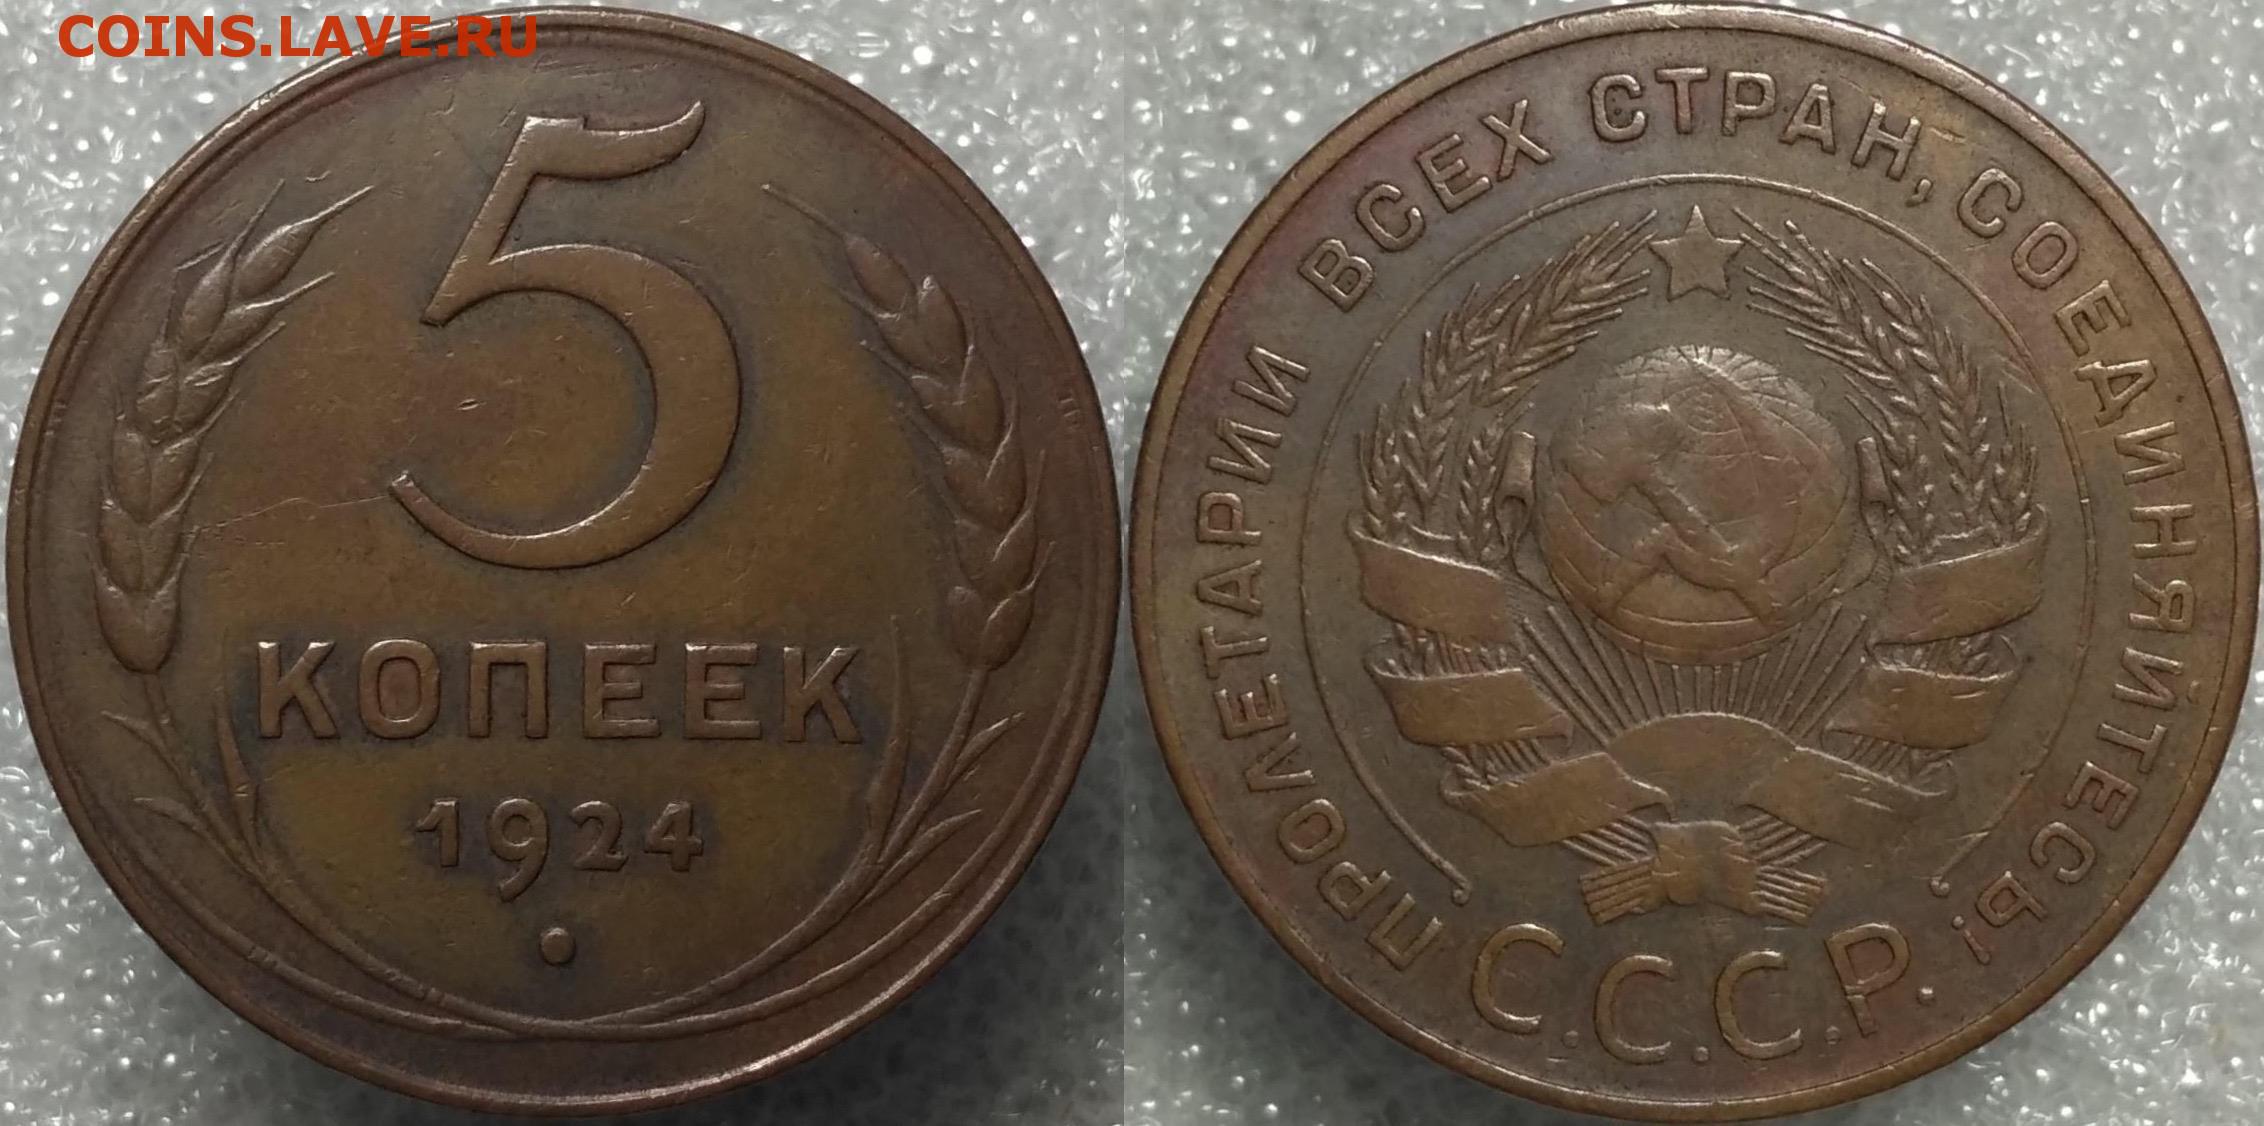 COINS.LAVE.RU
5
КОПЕЕК
1924
ПРОЛЕТАРИИ ВСЕХ СТРАН, СОЕДИНЯЙТЕСЬ!
С.С.С.Р.